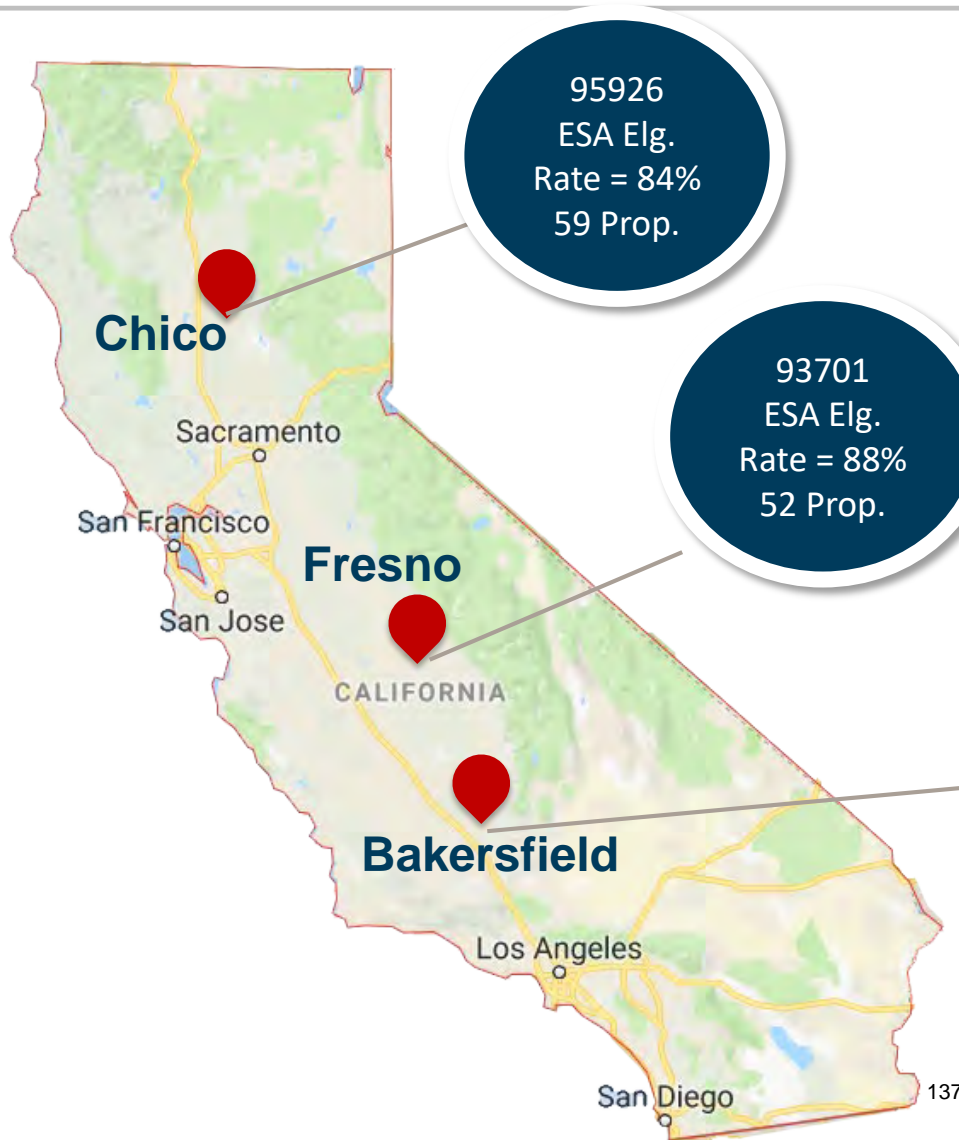 95926
ESA Elg.
Rate = 84%
59 Prop.
Chico
93701
ESA Elg.
Rate = 88%
52 Prop.
Sacramento
San Francisco
Fresno
San Jose
CALIFORNIA
Bakersfield
Los Angeles
San Diego
137